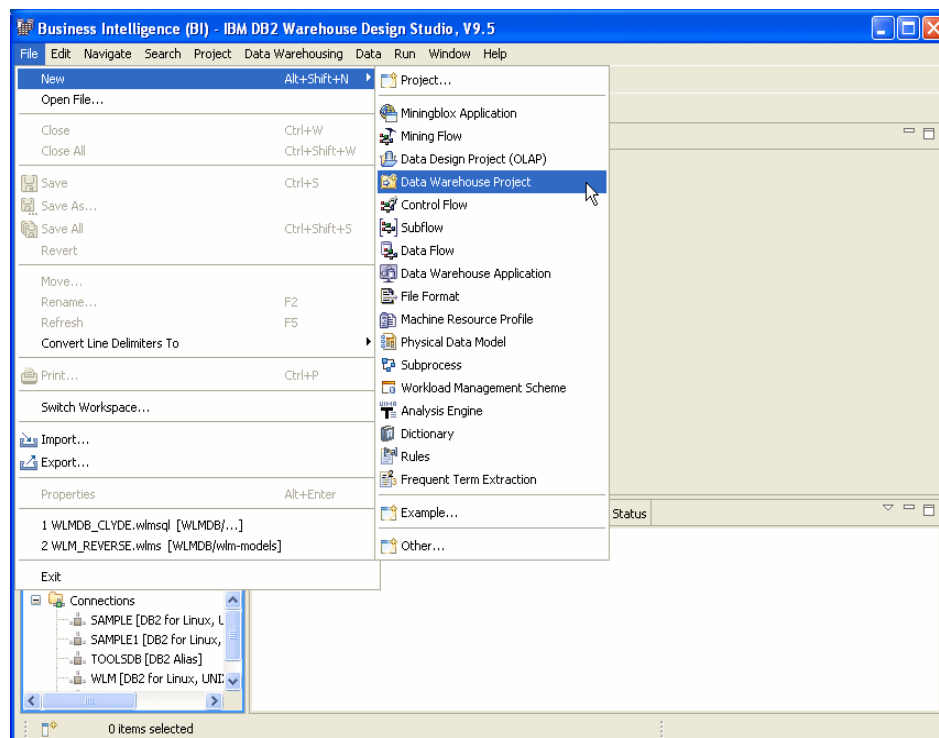 Business Intelligence (BI) - IBM DB2 Warehouse Design Studio, V9.5
File Edit Navigate Search Project Data Warehousing Data Run Window Help
New Alt+Shift+N
Open File...
Close Ctrl+W
Close All Ctrl+Shift+W
Save Ctrl+S
Save As...
Save All Ctrl+Shift+S
Revert
Move...
Rename... F2
Refresh F5
Convert Line Delimiters To
Print... Ctrl+P
Switch Workspace...
Import...
Export...
Properties Alt+Enter
1 WLMDB_CLYDE.wlmsql [WLMDB/...]
2 WLM_REVERSE.wlms [WLMDB/wlm-models]
Exit
Project...
Miningblox Application
Mining Flow
Data Design Project (OLAP)
Data Warehouse Project
Control Flow
Subflow
Data Flow
Data Warehouse Application
File Format
Machine Resource Profile
Physical Data Model
Subprocess
Workload Management Scheme
Analysis Engine
Dictionary
Rules
Frequent Term Extraction
Example...
Other...
Status
Connections
SAMPLE [DB2 for Linux, 
SAMPLE1 [DB2 for Linux,
TOOLSDB [DB2 Alias]
WLM [DB2 for Linux, UNI
0 items selected